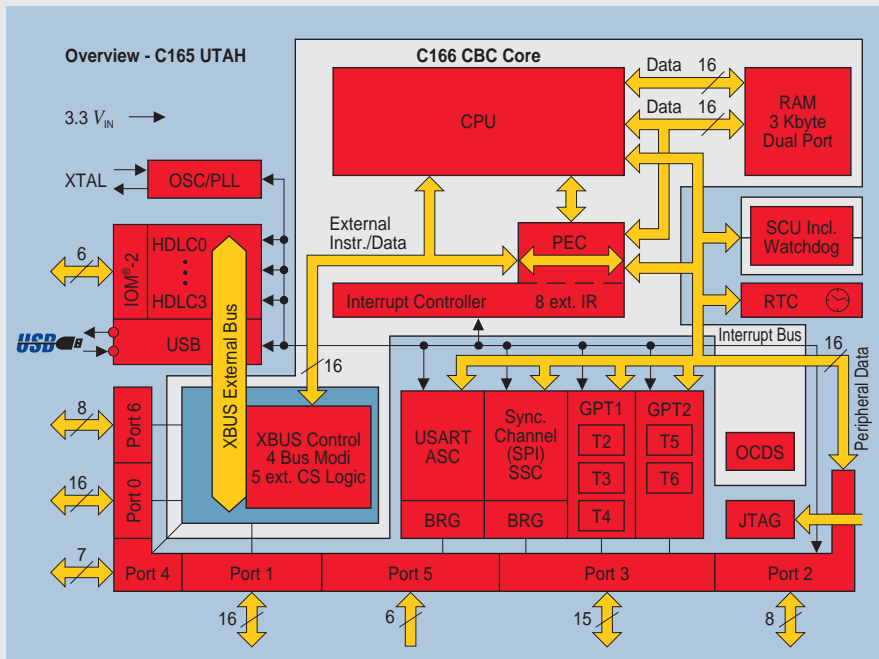 Overview - C165 UTAH
C166 CBC Core
Data 16
Data 16
CPU
RAM
3 Kbyte
Dual Port
3.3 VIN
XTAL
OSC/PLL
External
Instr./Data
PEC
SCU Incl.
Watchdog
6
IOM®-2
HDLC0
HDLC3
Interrupt Controller
8 ext. IR
RTC
USB
USB
XBUS External Bus
16
Interrupt Bus
16
Peripheral Data
8
Port 6
XBUS Control
4 Bus Modi
5 ext. CS Logic
USART
ASC
Sync.
Channel
(SPI)
SSC
GPT1
T2
T3
T4
GPT2
T5
T6
OCDS
16
Port 0
BRG
BRG
JTAG
7
Port 4
Port 1
Port 5
Port 3
Port 2
16
6
15
8